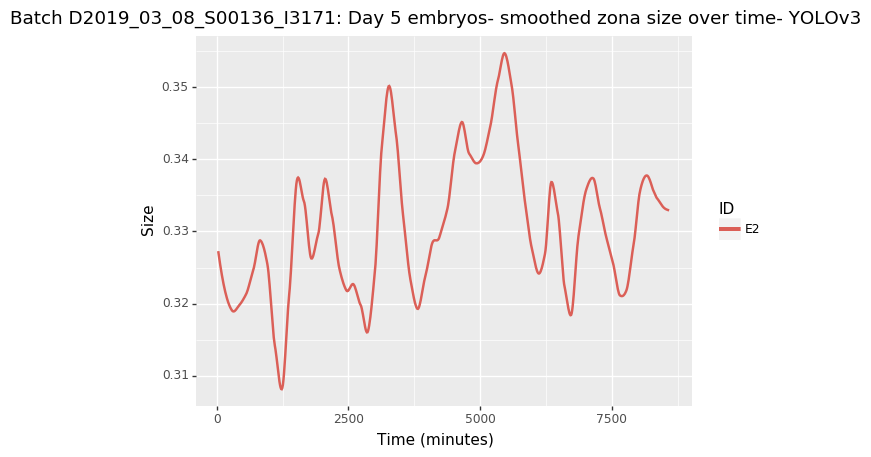 Batch D2019_03_08_S00136_I3171: Day 5 embryos- smoothed zona size over time- YOLOv3
0.35
0.34
0.33
0.32
0.31
Size
0
2500
5000
7500
Time (minutes)
ID
E2